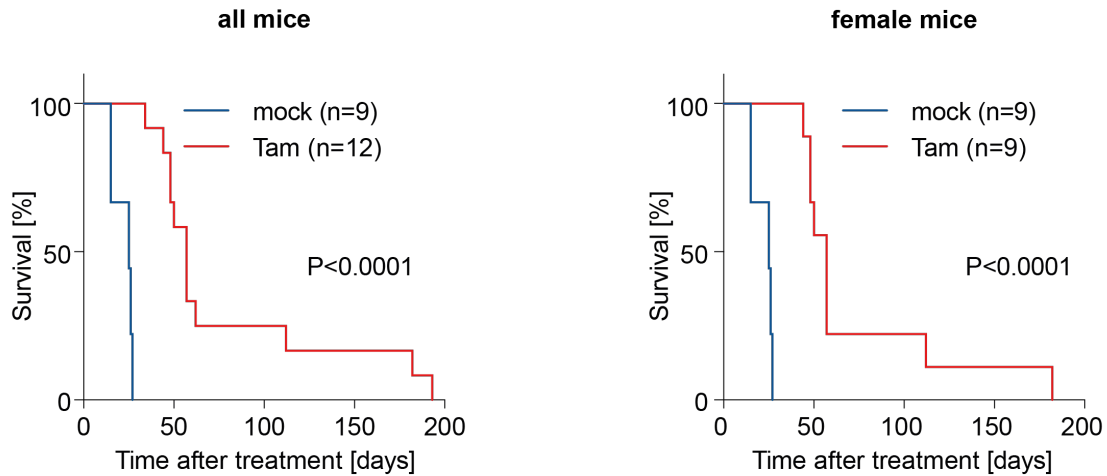 all mice
100
50
0
Survival [%]
mock (n=9)
Tam (n=12)
P<0.0001
0 50 100 150 200
Time after treatment [days]
female mice
100
50
0
Survival [%]
mock (n=9)
Tam (n=9)
P<0.0001
0 50 100 150 200
Time after treatment [days]